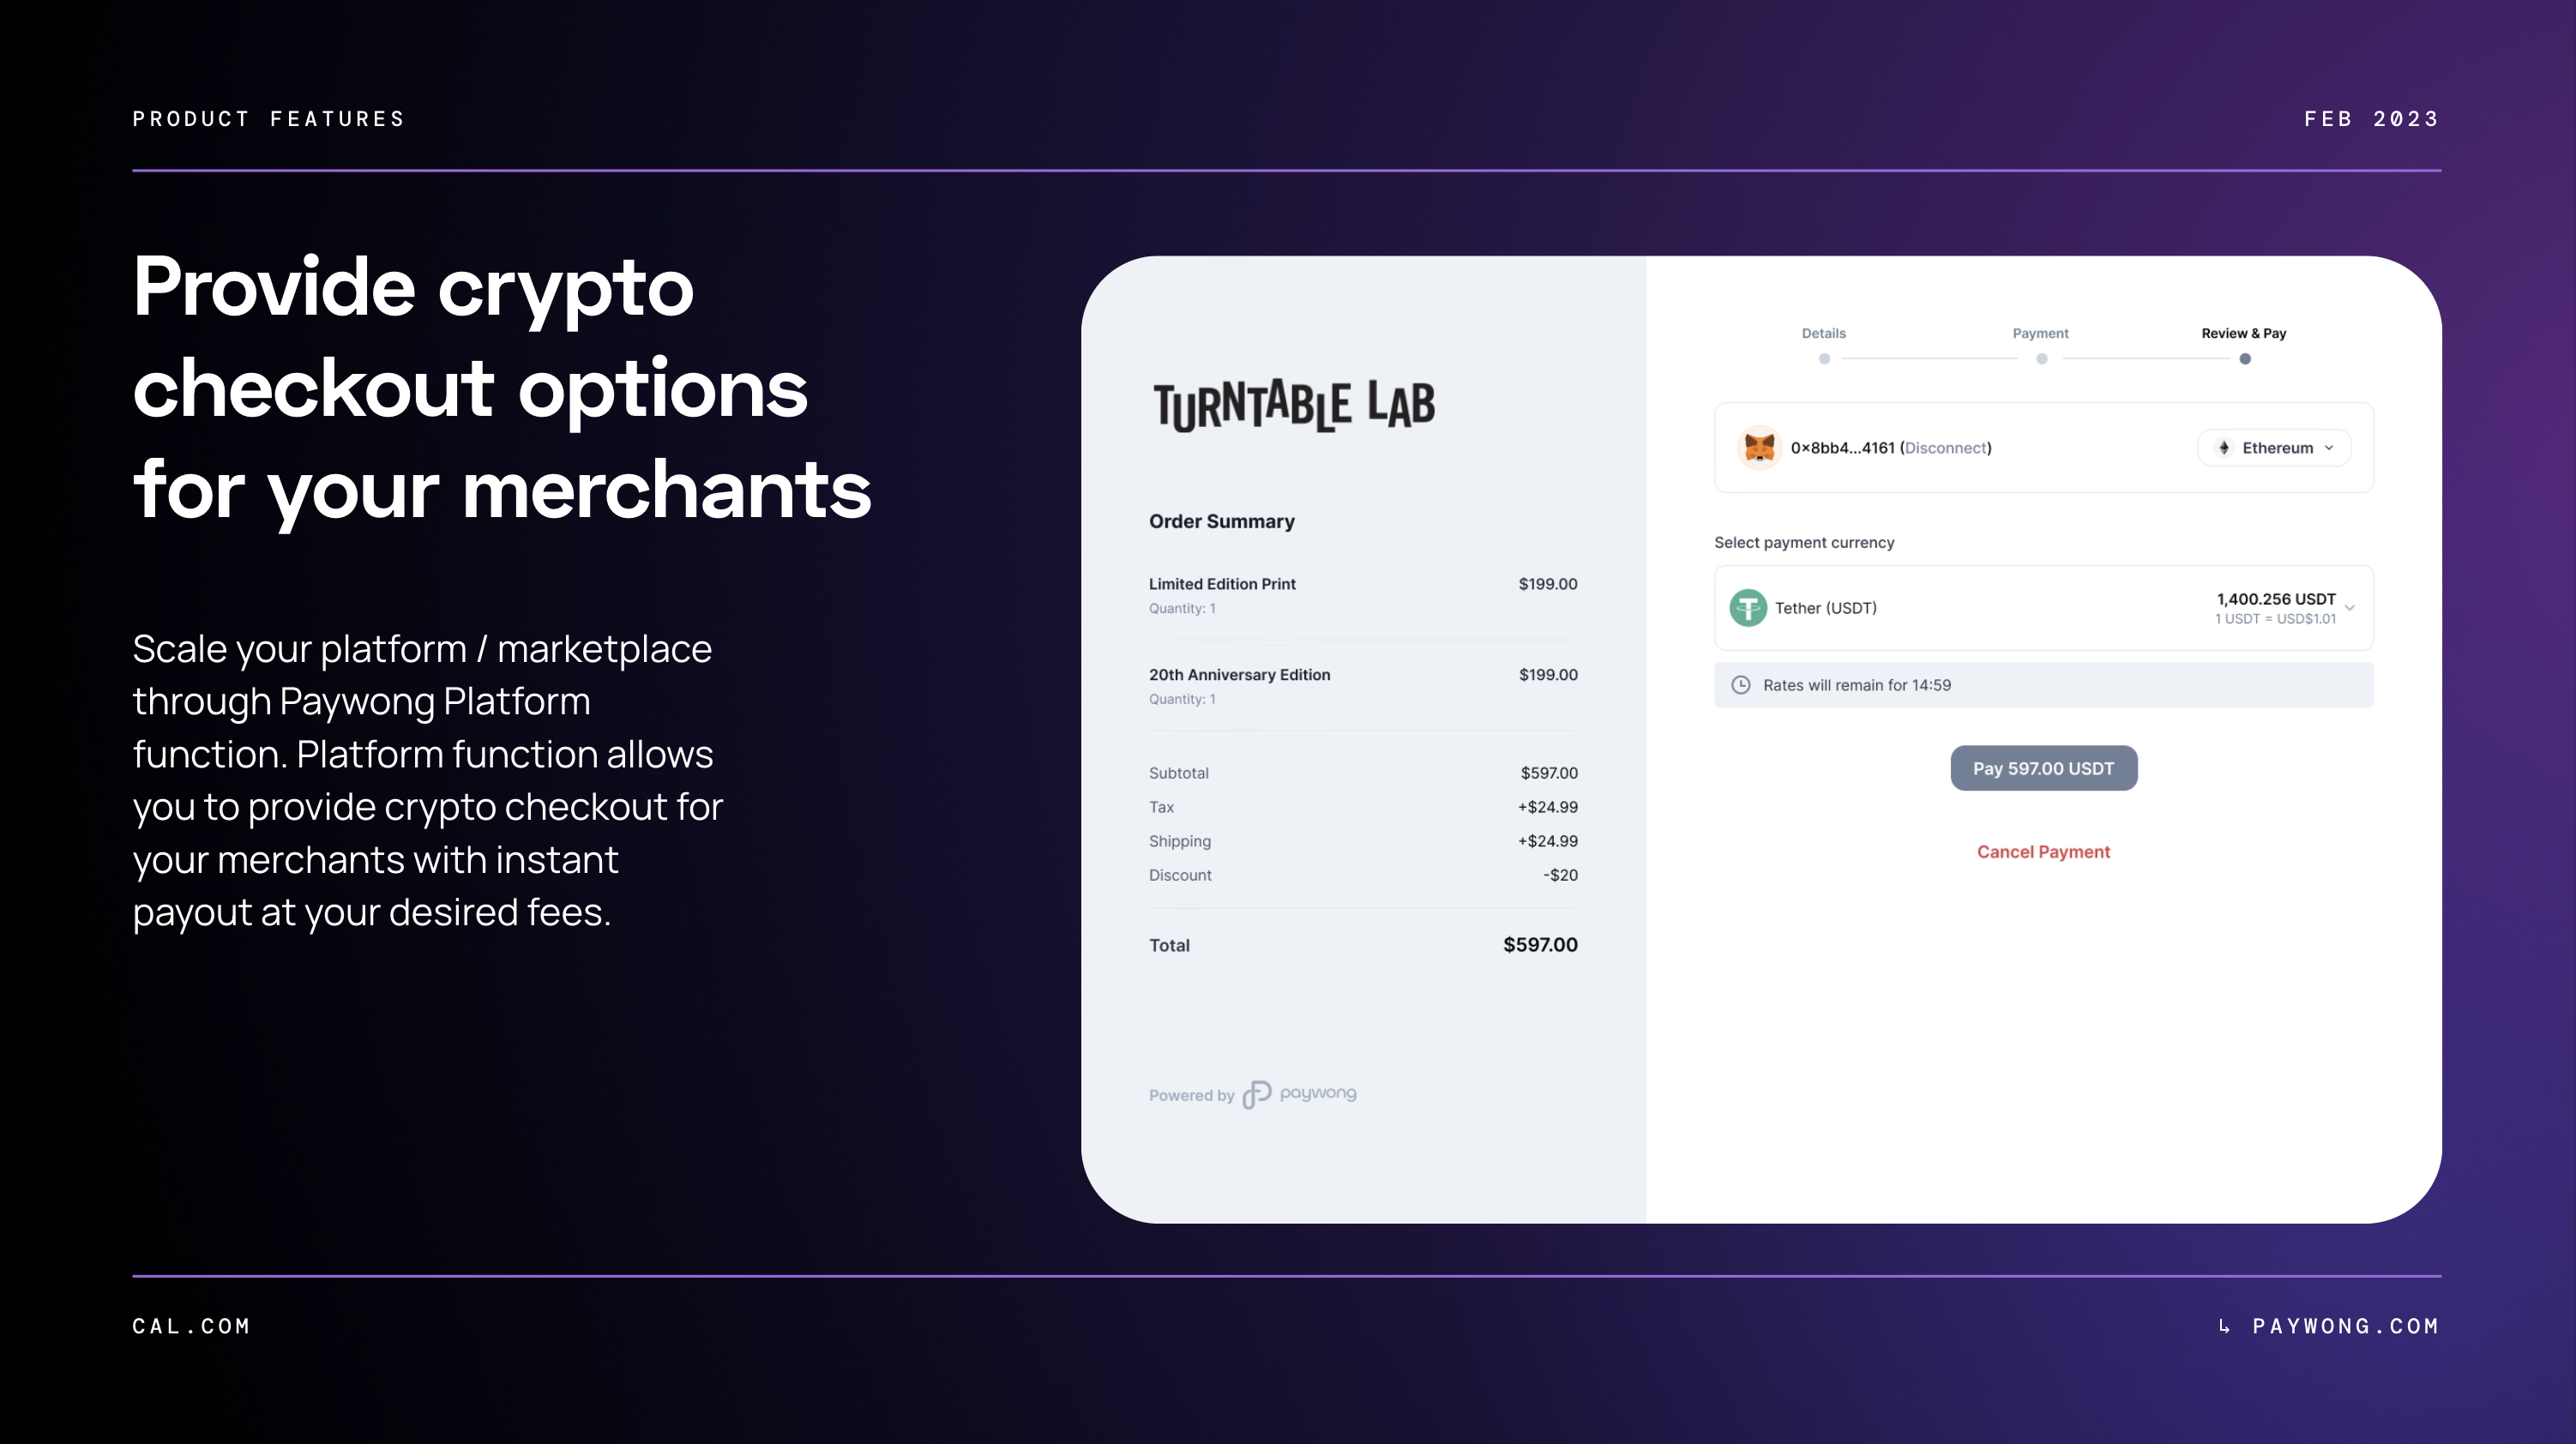 PRODUCT FEATURES
FEB 2023
Provide crypto
checkout options
for your merchants
Scale your platform / marketplace
through Paywong Platform
function. Platform function allows
you to provide crypto checkout for
your merchants with instant
payout at your desired fees.
TURNTABLE LAB
Order Summary
Limited Edition Print $199.00
Quantity: 1
20th Anniversary Edition $199.00
Quantity: 1
Subtotal $597.00
Tax +$24.99
Shipping +$24.99
Discount -$20
Total $597.00
Powered by paywong
Details Payment Review & Pay
0×8bb4...4161 (Disconnect) Ethereum
Select payment currency
Tether (USDT) 1,400.256 USDT
1 USDT = USD$1.01
Rates will remain for 14:59
Pay 597.00 USDT
Cancel Payment
CAL.COM
↳ PAYWONG.COM